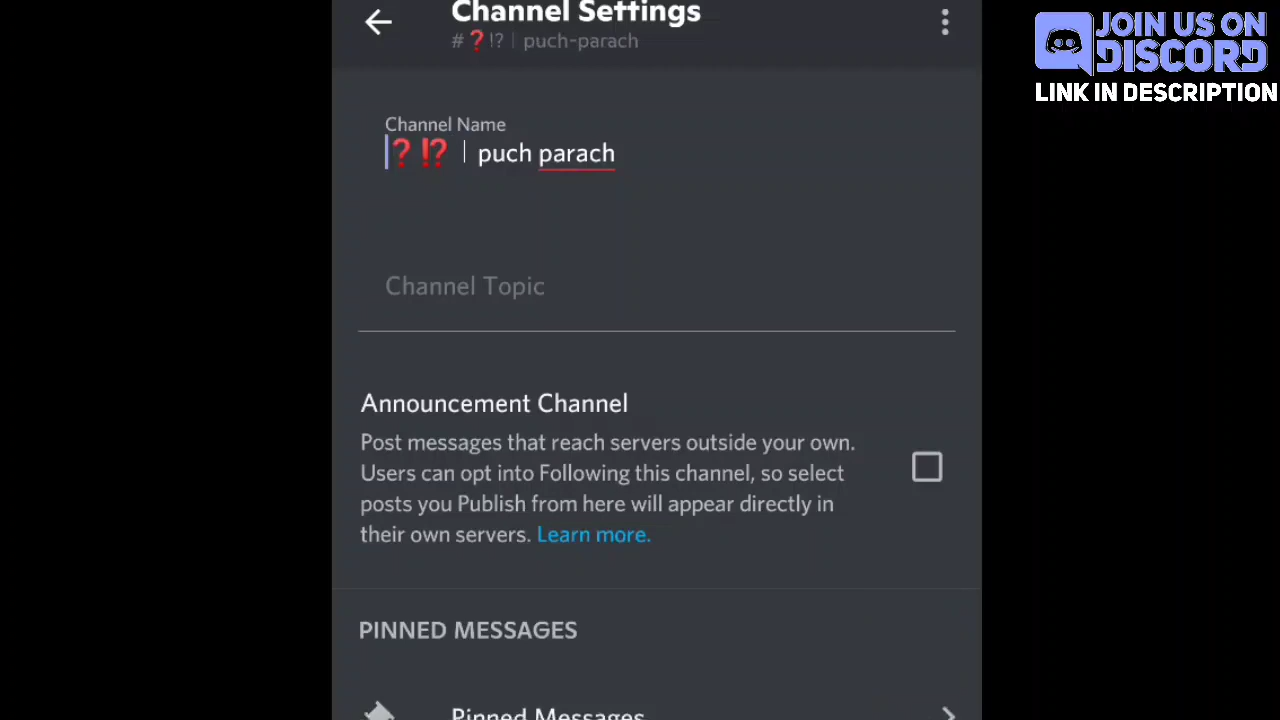 Channel Settings
# ❓⁉ | puch-parach
JOIN US ON
DISCORD
LINK IN DESCRIPTION
Channel Name
❓⁉️ | puch parach
Channel Topic
Announcement Channel
Post messages that reach servers outside your own.
Users can opt into Following this channel, so select
posts you Publish from here will appear directly in
their own servers. Learn more.
PINNED MESSAGES
Pinned Messages